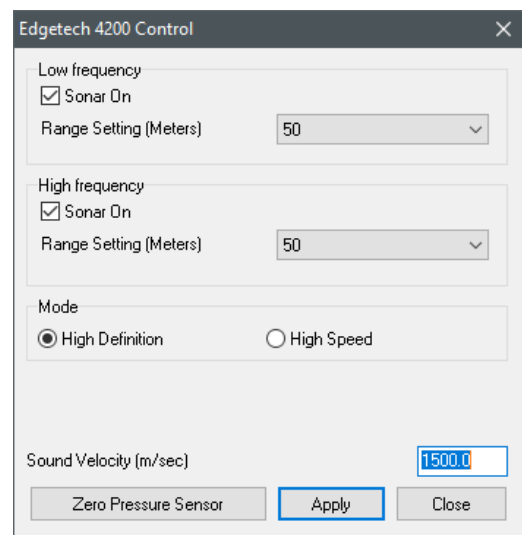 Edgetech 4200 Control
Low frequency
Sonar On
Range Setting (Meters) 50
High frequency
Sonar On
Range Setting (Meters) 50
Mode
High Definition High Speed
Sound Velocity (m/sec) 1500.0
Zero Pressure Sensor Apply Close